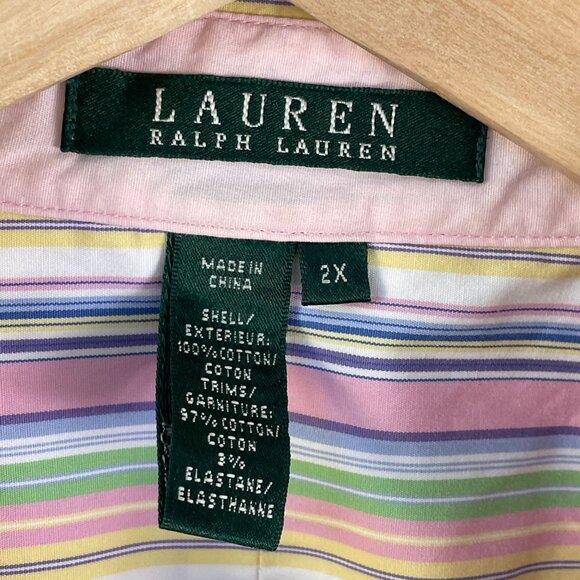 LAUREN
RALPH LAUREN
MADE IN
CHINA
2X
SHELL/
EXTERIEUR:
100% COTTON/
COTON
TRIMS/
GARNITURE:
97% COTTON/
COTON
3%
ELASTANE/
ELASTHANNE